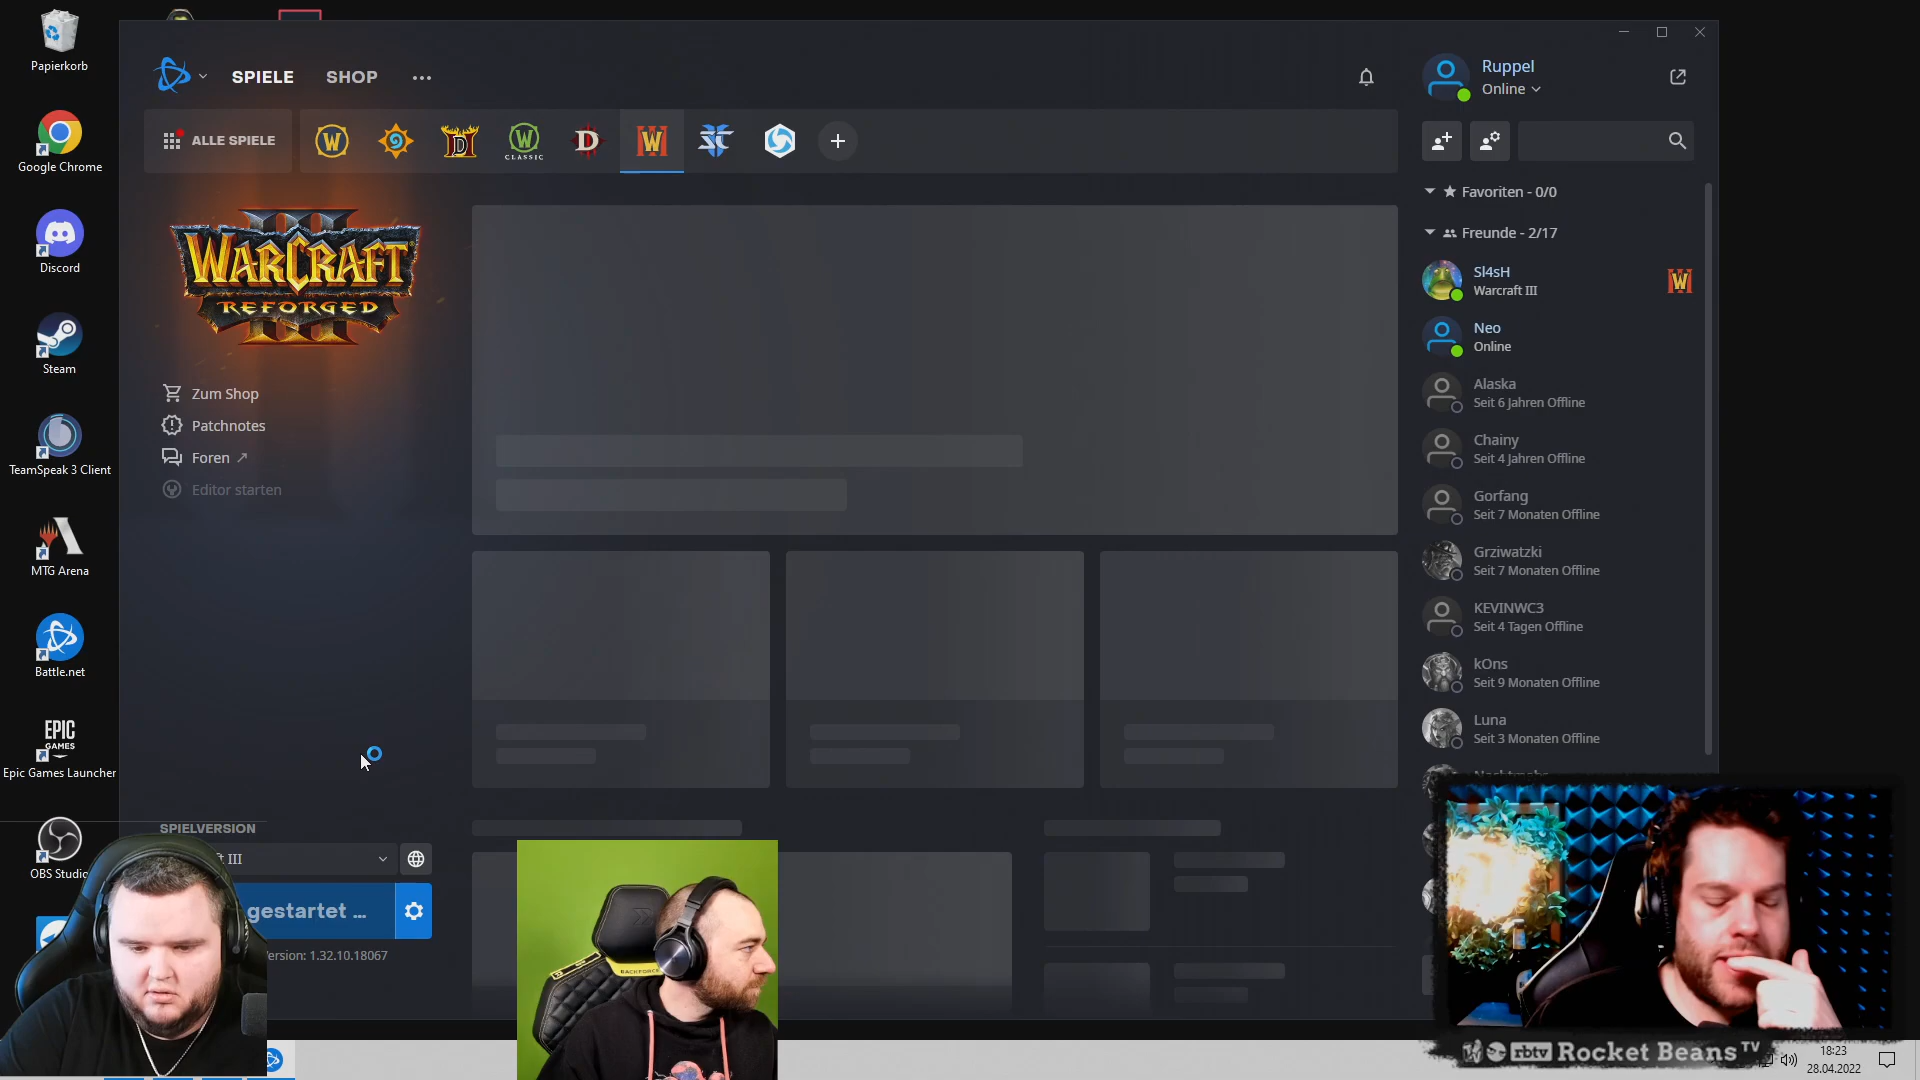 Papierkorb
Google Chrome
Discord
Steam
TeamSpeak 3 Client
MTG Arena
Battle.net
EPIC GAMES
Epic Games Launcher
OBS Studio
SPIELE
SHOP
ALLE SPIELE
CLASSIC
WARCRAFT
III
REFORGED
Zum Shop
Patchnotes
Foren
Editor starten
SPIELVERSION
III
gestartet ...
ersion: 1.32.10.18067
Ruppel
Online
Favoriten - 0/0
Freunde - 2/17
Sl4sH
Warcraft III
Neo
Online
Alaska
Seit 6 Jahren Offline
Chainy
Seit 4 Jahren Offline
Gorfang
Seit 7 Monaten Offline
Grziwatzki
Seit 7 Monaten Offline
KEVINWC3
Seit 4 Tagen Offline
kOns
Seit 9 Monaten Offline
Luna
Seit 3 Monaten Offline
BACKFORCE
rbtv Rocket Beans TV
18:23
28.04.2022